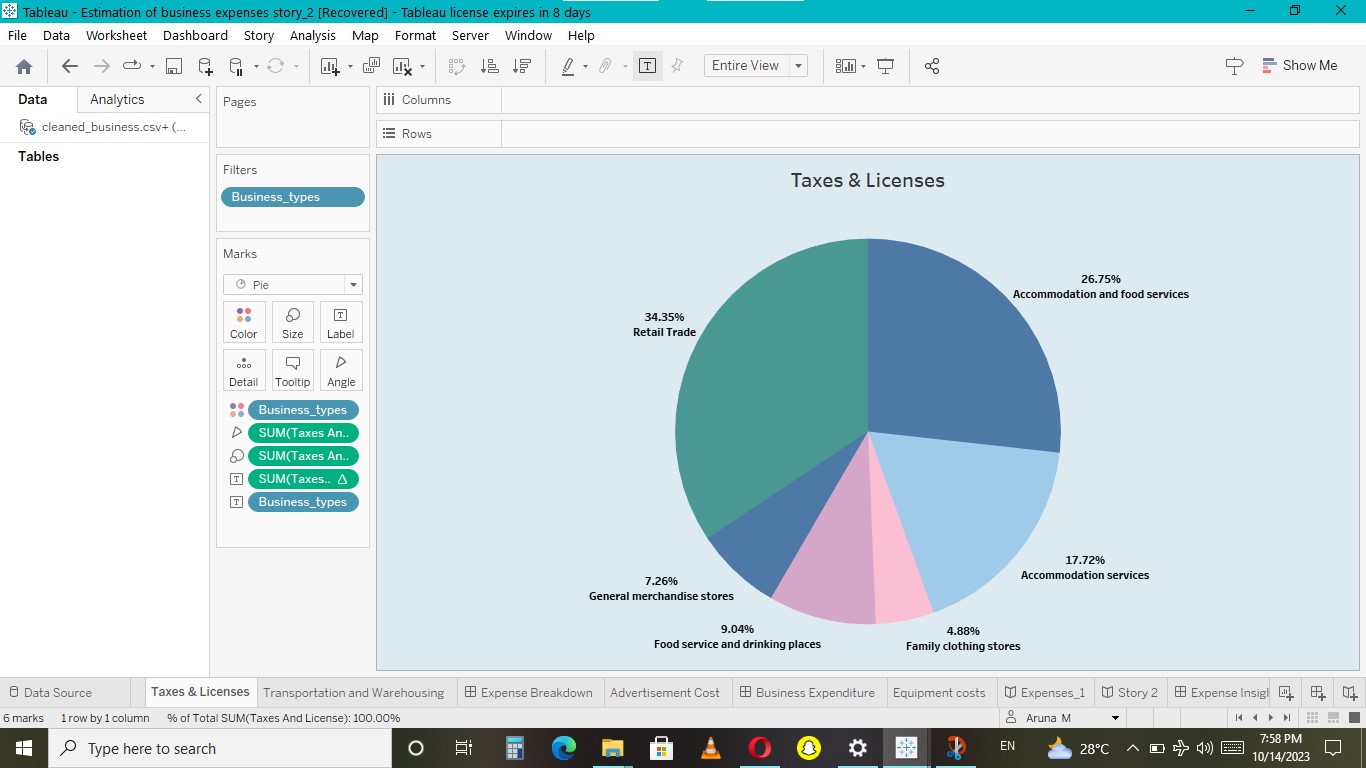 Tableau - Estimation of business expenses story_2 [Recovered] - Tableau license expires in 8 days
File Data Worksheet Dashboard Story Analysis Map Format Server Window Help
Entire View
Show Me
Data Analytics
cleaned_business.csv+ (...
Tables
Pages
Filters
Business_types
Marks
Pie
Color Size Label
Detail Tooltip Angle
Business_types
SUM(Taxes An..
SUM(Taxes An..
T SUM(Taxes.. Δ
T Business_types
Columns
Rows
Taxes & Licenses
26.75%
Accommodation and food services
34.35%
Retail Trade
17.72%
Accommodation services
7.26%
General merchandise stores
9.04%
Food service and drinking places
4.88%
Family clothing stores
Data Source Taxes & Licenses Transportation and Warehousing Expense Breakdown Advertisement Cost Business Expenditure Equipment costs Expenses_1 Story 2 Expense Insigh
6 marks 1 row by 1 column % of Total SUM(Taxes And License): 100.00% Aruna M
Type here to search
EN
28°C
7:58 PM
10/14/2023